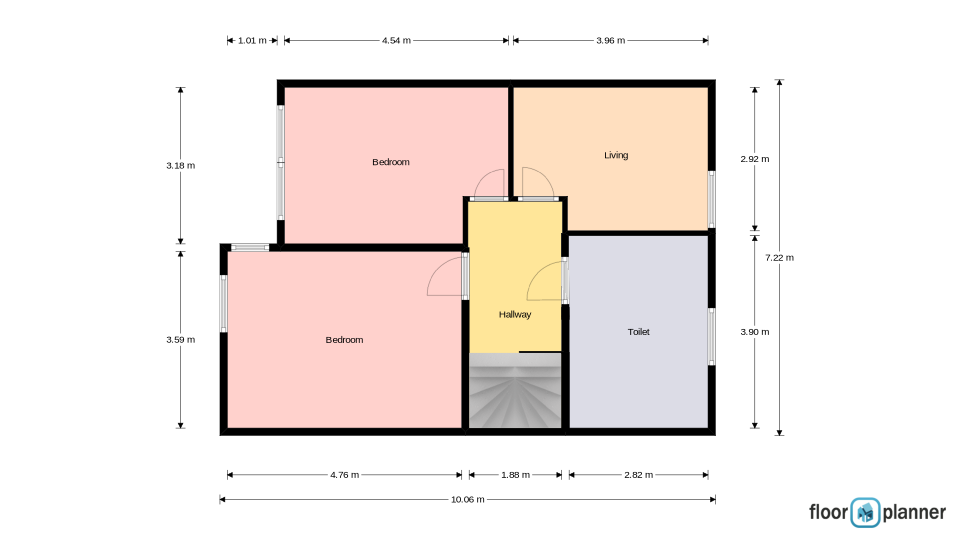 1.01 m 4.54 m 3.96 m
Living
2.92 m
Bedroom
3.18 m
7.22 m
Hallway
Toilet
3.90 m
Bedroom
3.59 m
4.76 m 1.88 m 2.82 m
10.06 m
floor planner